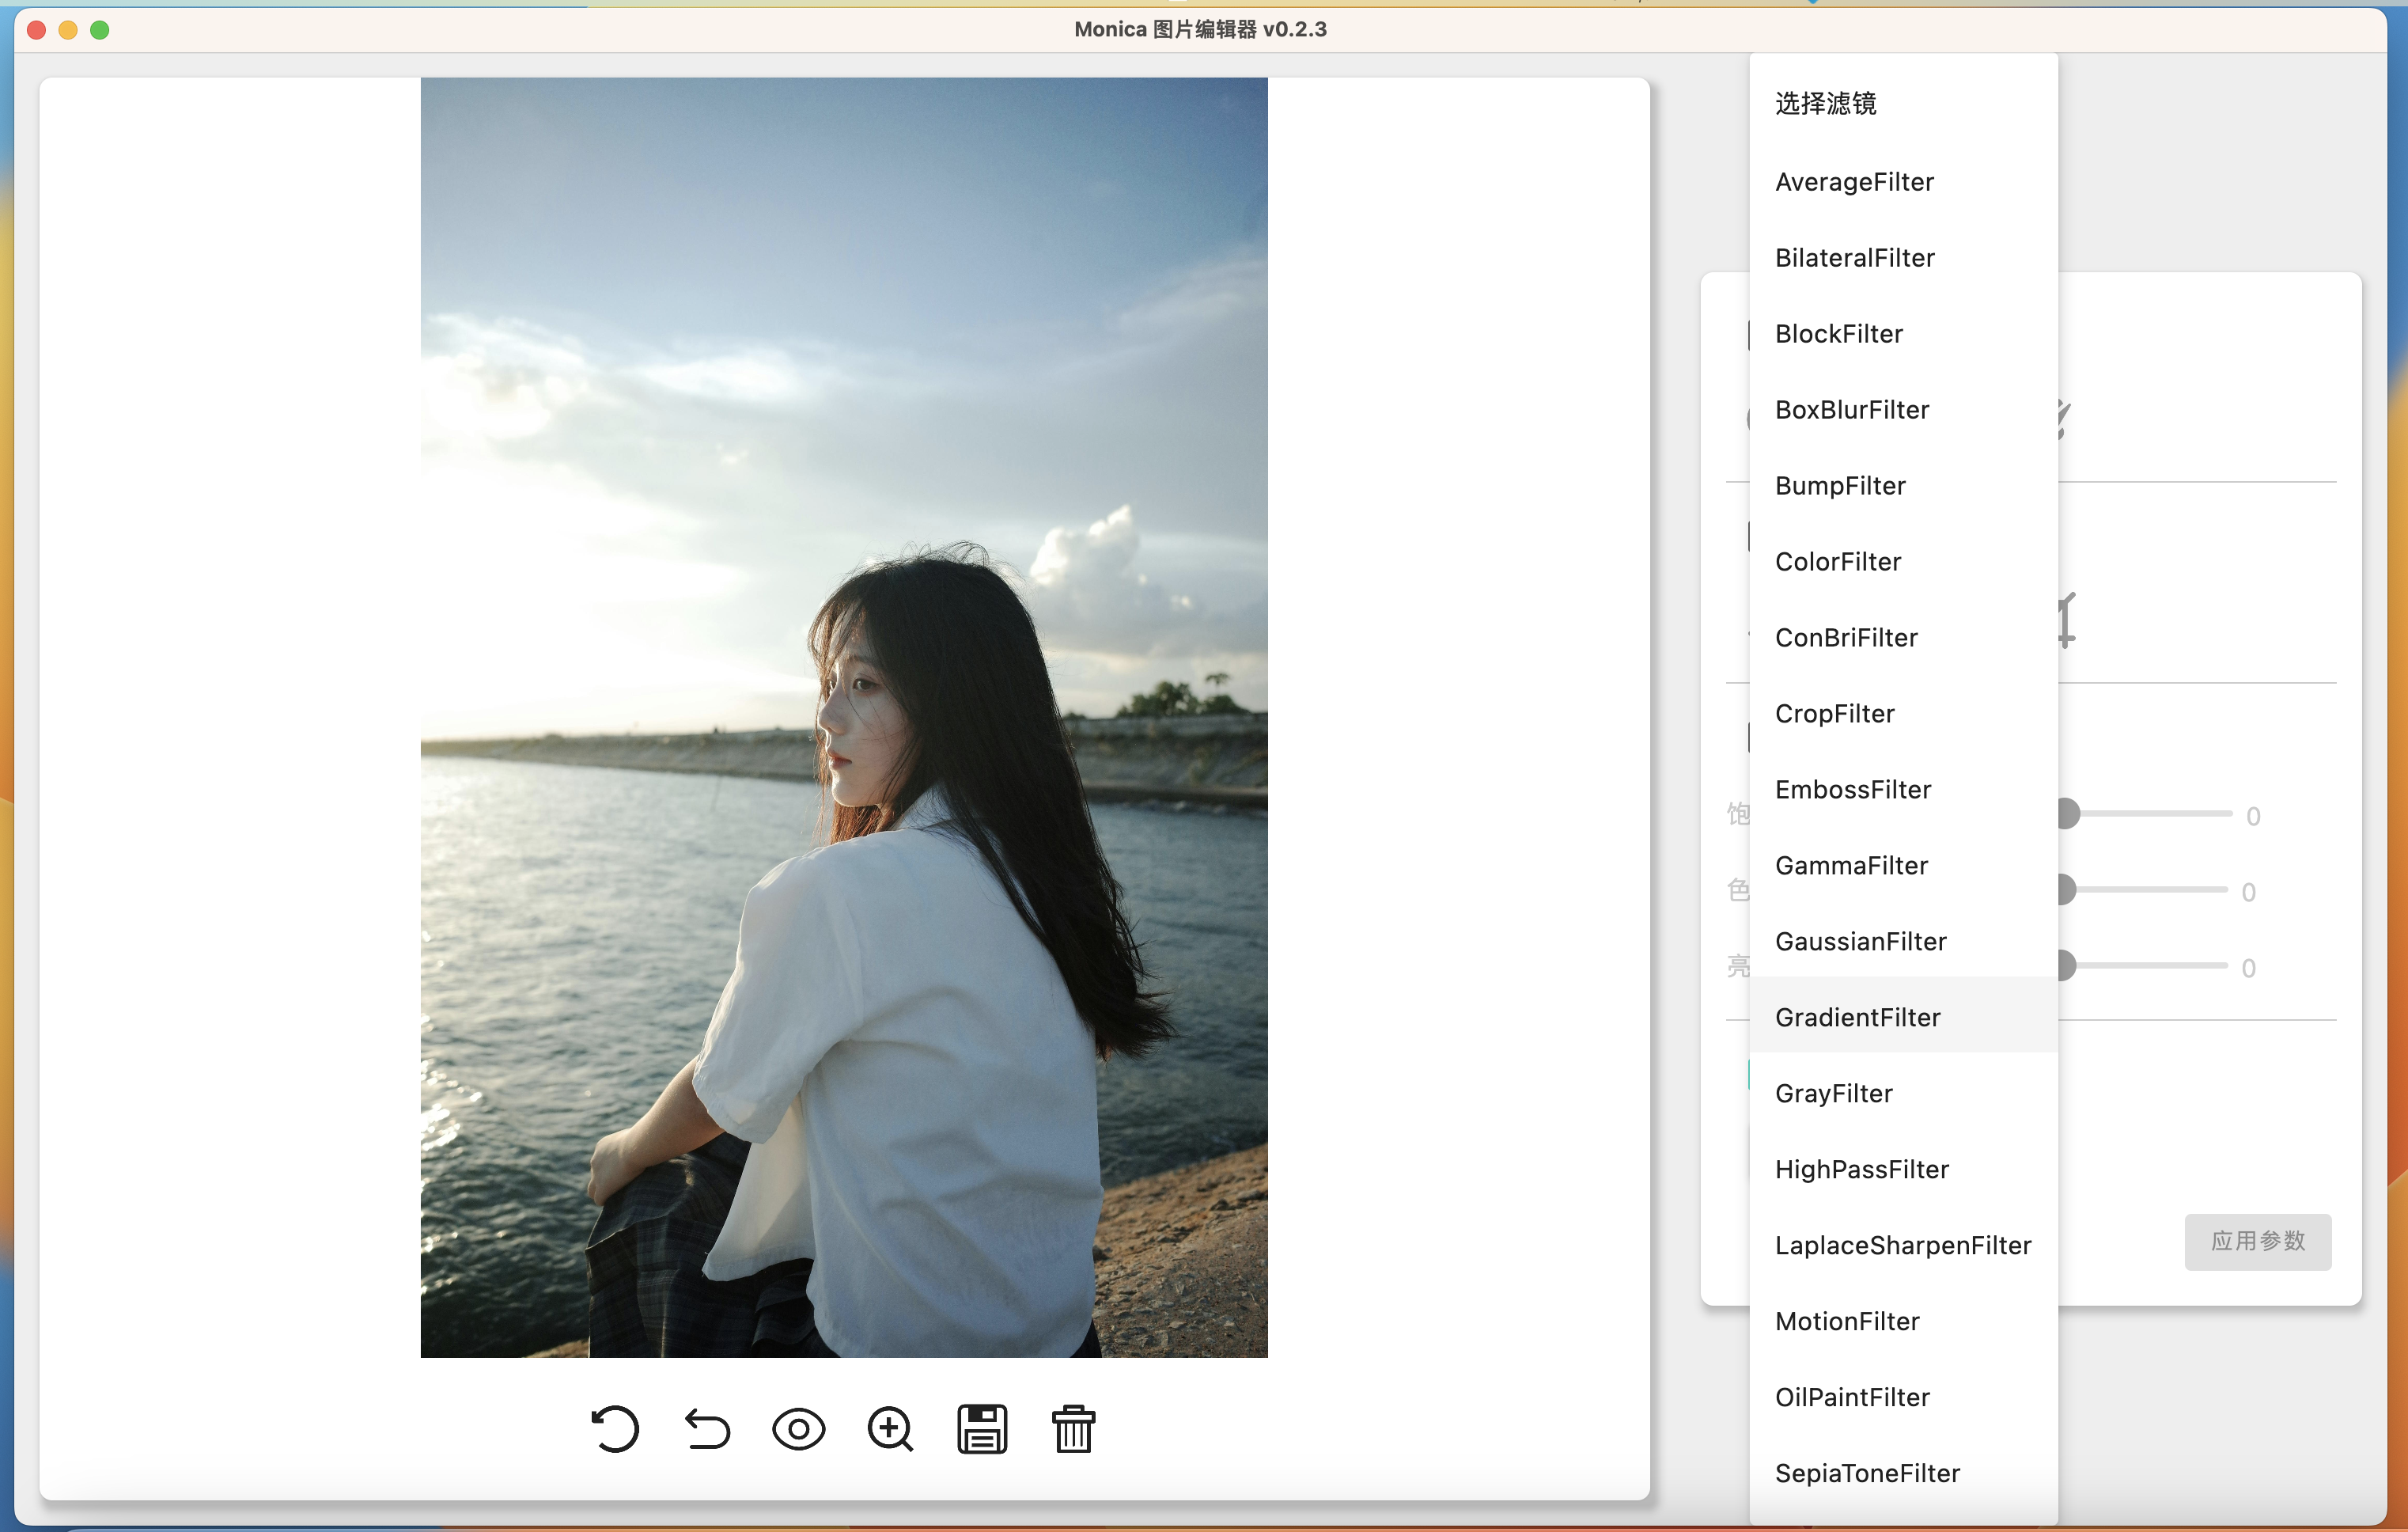 Monica 图片编辑器 v0.2.3
选择滤镜
AverageFilter
BilateralFilter
BlockFilter
BoxBlurFilter
BumpFilter
ColorFilter
ConBriFilter
CropFilter
EmbossFilter
GammaFilter
GaussianFilter
GradientFilter
GrayFilter
HighPassFilter
LaplaceSharpenFilter
MotionFilter
OilPaintFilter
SepiaToneFilter
饱
0
色
0
亮
0
应用参数